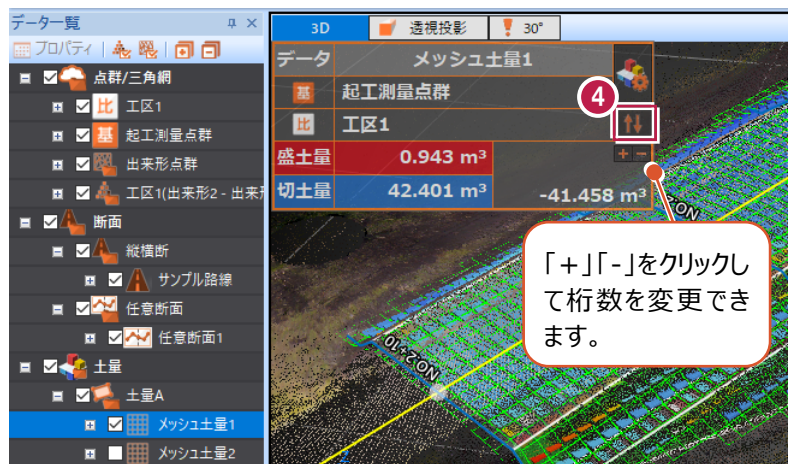 データ一覧
プロパティ
点群/三角網
比 工区1
基 起工測量点群
出来形点群
工区1(出来形2 - 出来形
断面
縦横断
サンプル路線
任意断面
任意断面1
土量
土量A
メッシュ土量1
メッシュ土量2
3D 透視投影 30°
データ メッシュ土量1
基 起工測量点群
4
比 工区1
盛土量 0.943 m³
切土量 42.401 m³ -41.458 m³
「+」「-」をクリックし
て桁数を変更でき
ます。
NO.2+10